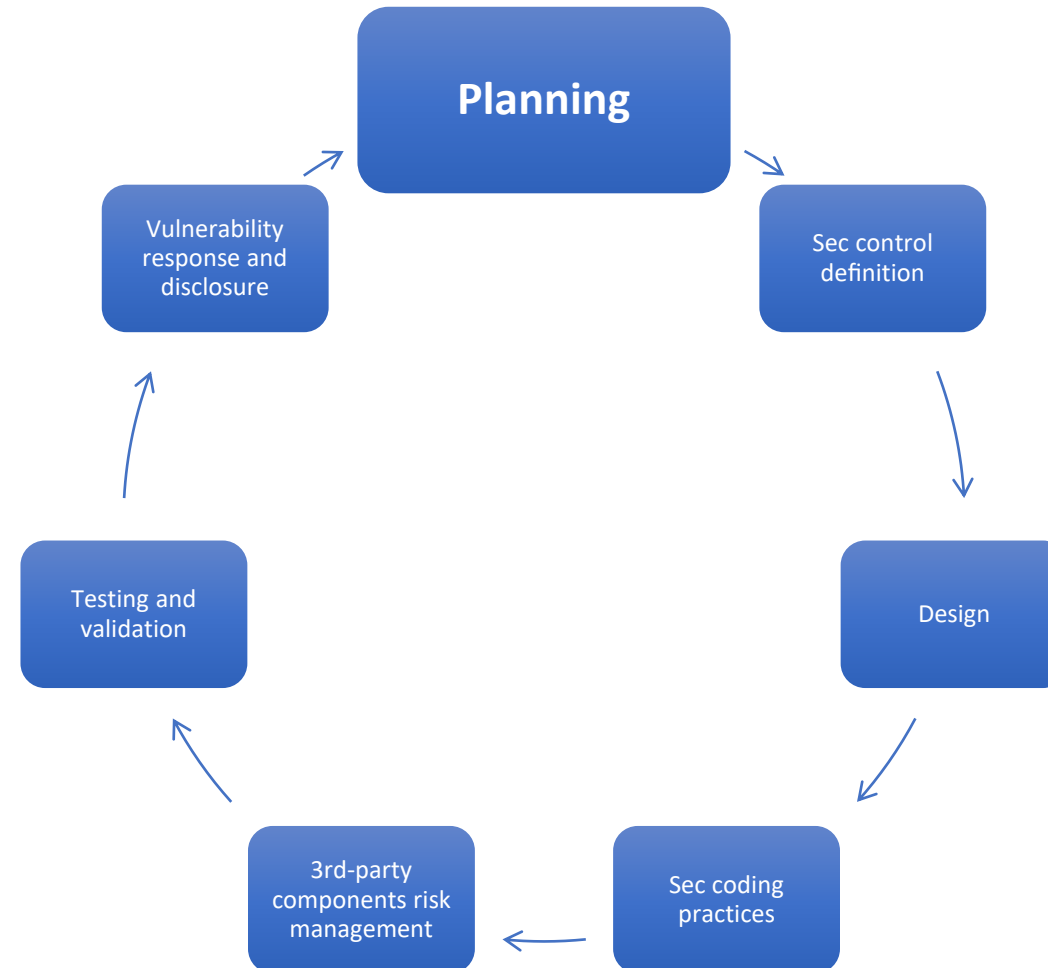 Planning
Sec control
definition
Design
Sec coding
practices
3rd-party
components risk
management
Testing and
validation
Vulnerability
response and
disclosure